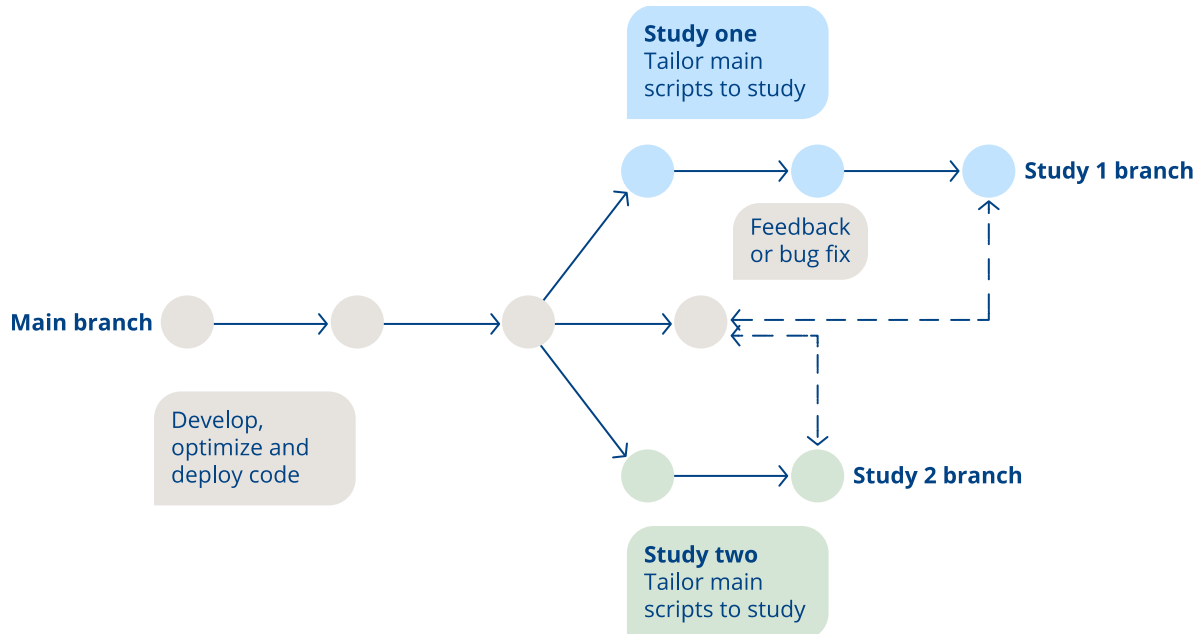 Study one
Tailor main
scripts to study
Study 1 branch
Feedback
or bug fix
Main branch
Develop,
optimize and
deploy code
Study 2 branch
Study two
Tailor main
scripts to study